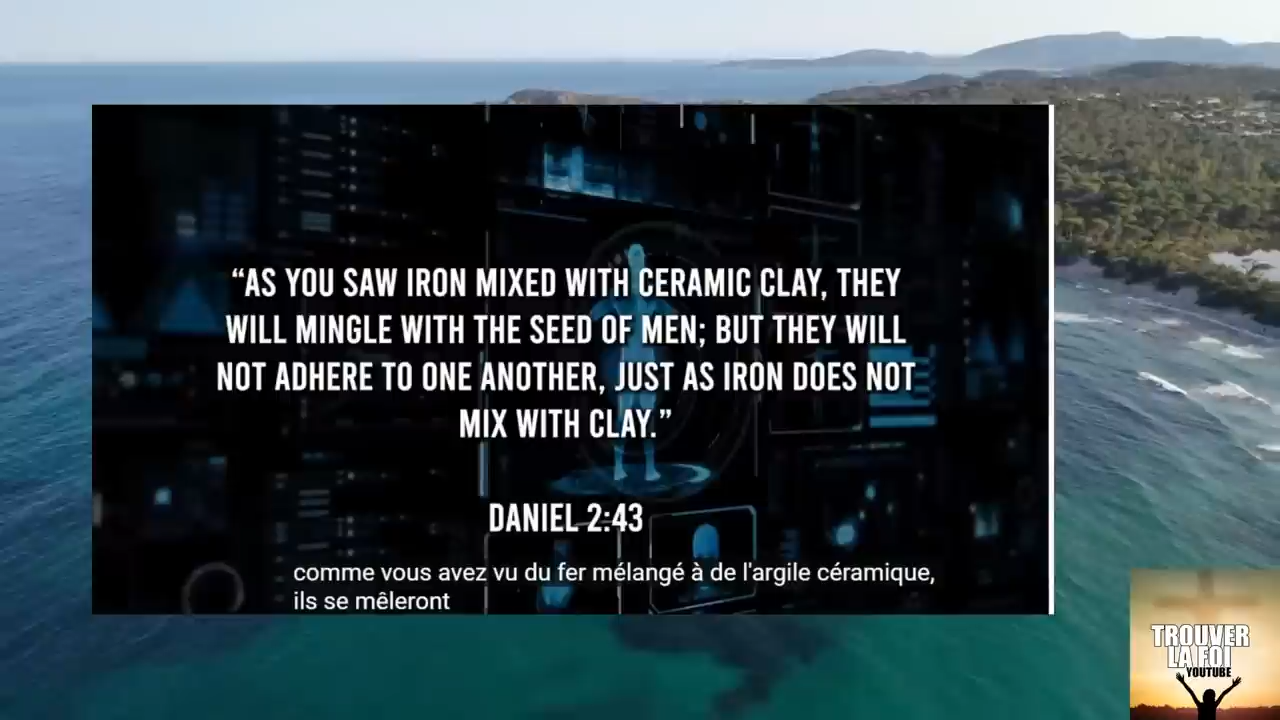 “AS YOU SAW IRON MIXED WITH CERAMIC CLAY, THEY
WILL MINGLE WITH THE SEED OF MEN; BUT THEY WILL
NOT ADHERE TO ONE ANOTHER, JUST AS IRON DOES NOT
MIX WITH CLAY.”
DANIEL 2:43
comme vous avez vu du fer mélangé à de l'argile céramique,
ils se mêleront
TROUVER
LA FOI
YOUTUBE